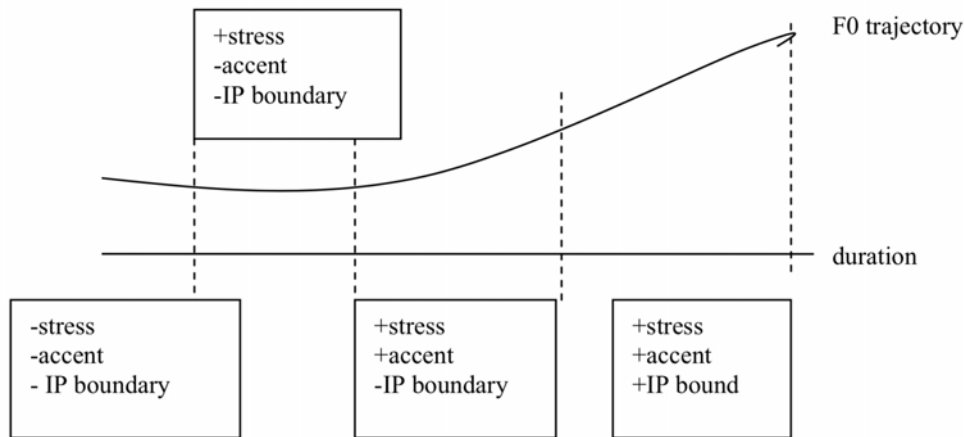 +stress
-accent
-IP boundary
F0 trajectory
duration
-stress
-accent
- IP boundary
+stress
+accent
-IP boundary
+stress
+accent
+IP bound